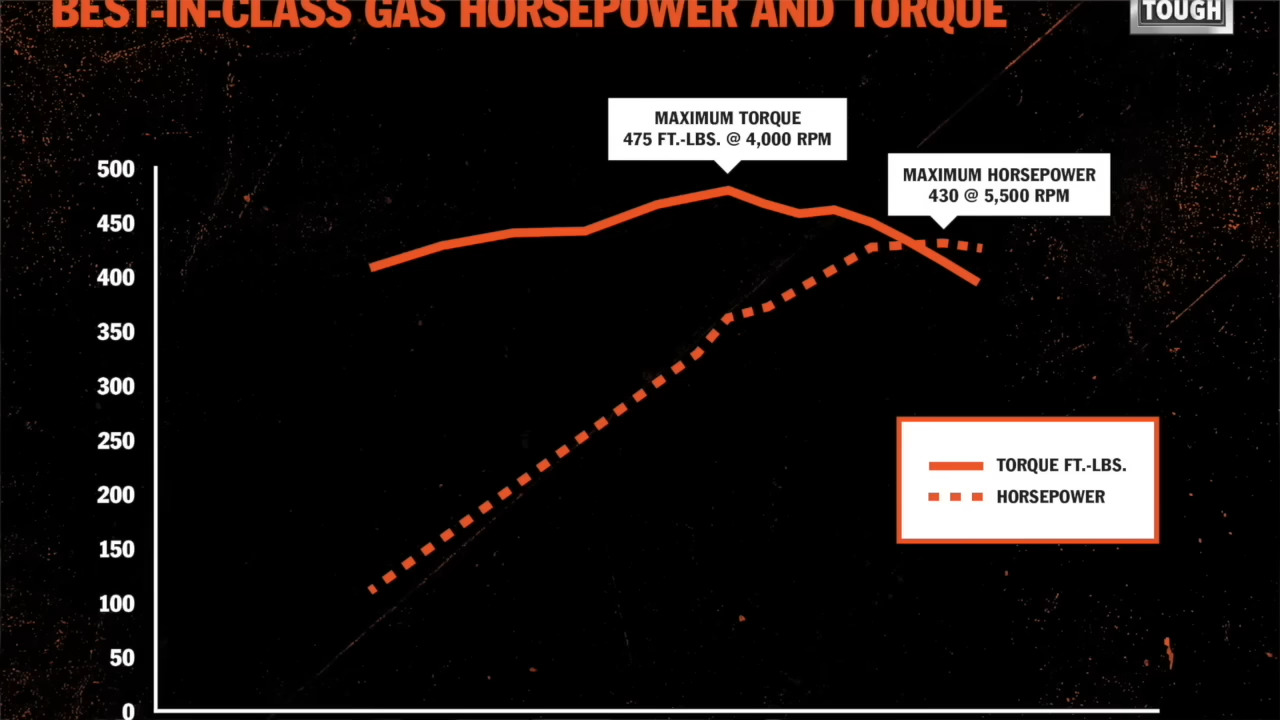 BEST-IN-CLASS GAS HORSEPOWER AND TORQUE
TOUGH
MAXIMUM TORQUE
475 FT.-LBS. @ 4,000 RPM
MAXIMUM HORSEPOWER
430 @ 5,500 RPM
500
450
400
350
300
250
200
150
100
50
0
TORQUE FT.-LBS.
HORSEPOWER